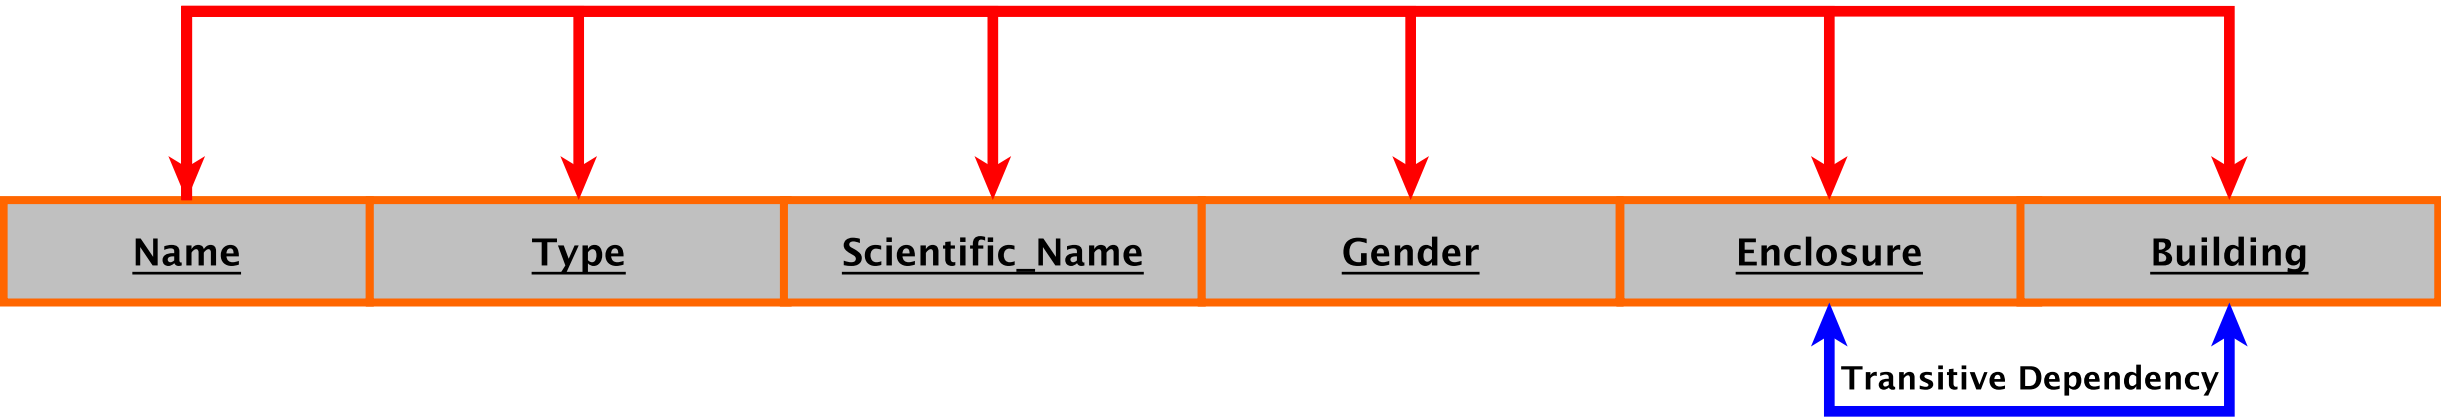 Name Type Scientific_Name Gender Enclosure Building
Transitive Dependency